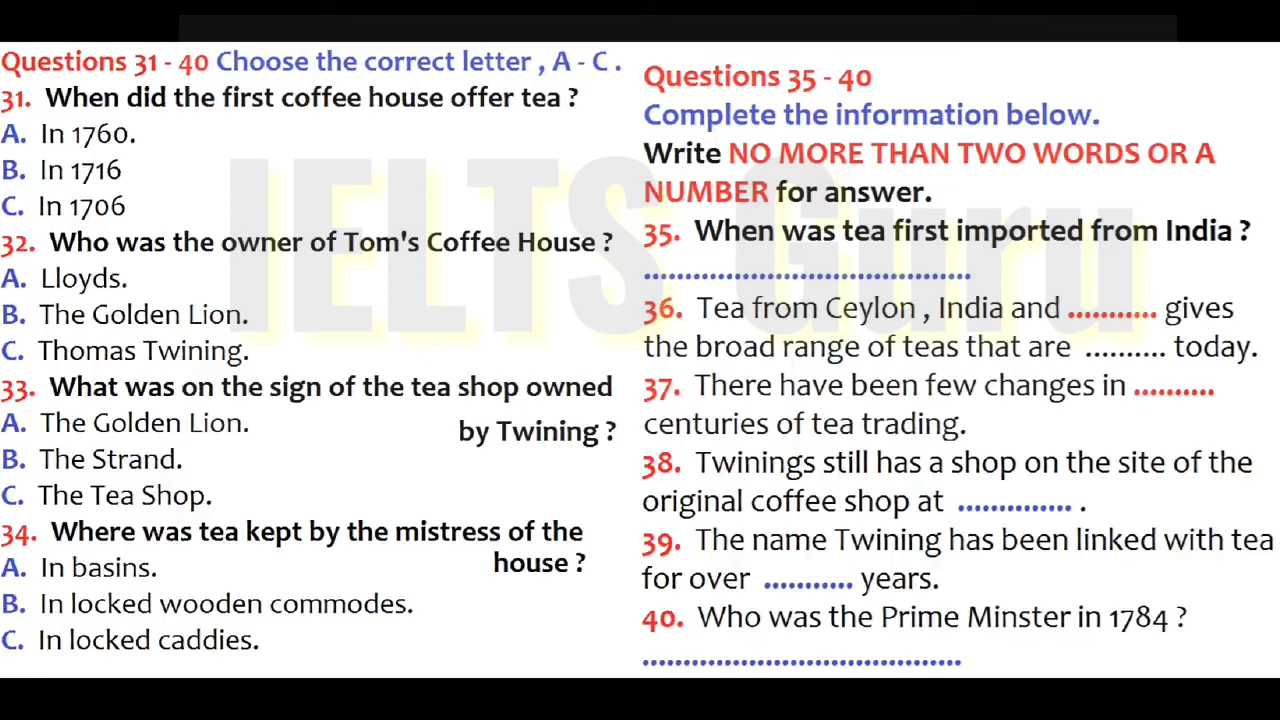 Questions 31 - 40 Choose the correct letter , A - C .
31. When did the first coffee house offer tea ?
A. In 1760.
B. In 1716
C. In 1706
32. Who was the owner of Tom's Coffee House ?
A. Lloyds.
B. The Golden Lion.
C. Thomas Twining.
33. What was on the sign of the tea shop owned
by Twining ?
A. The Golden Lion.
B. The Strand.
C. The Tea Shop.
34. Where was tea kept by the mistress of the
house ?
A. In basins.
B. In locked wooden commodes.
C. In locked caddies.
Questions 35 - 40
Complete the information below.
Write NO MORE THAN TWO WORDS OR A
NUMBER for answer.
35. When was tea first imported from India ?
.......................................
36. Tea from Ceylon , India and ........... gives
the broad range of teas that are .......... today.
37. There have been few changes in ..........
centuries of tea trading.
38. Twinings still has a shop on the site of the
original coffee shop at .............. .
39. The name Twining has been linked with tea
for over ........... years.
40. Who was the Prime Minster in 1784 ?
.......................................
IELTS Guru